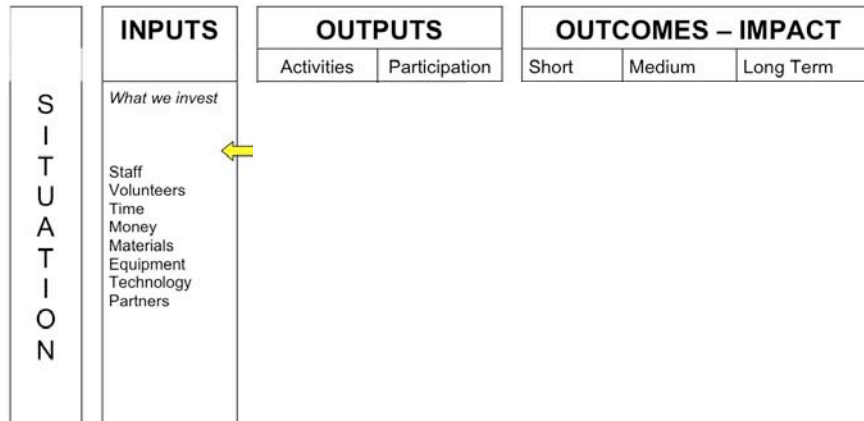 INPUTS
OUTPUTS
OUTCOMES – IMPACT
Activities
Participation
Short
Medium
Long Term
SITUATION
What we invest
Staff
Volunteers
Time
Money
Materials
Equipment
Technology
Partners